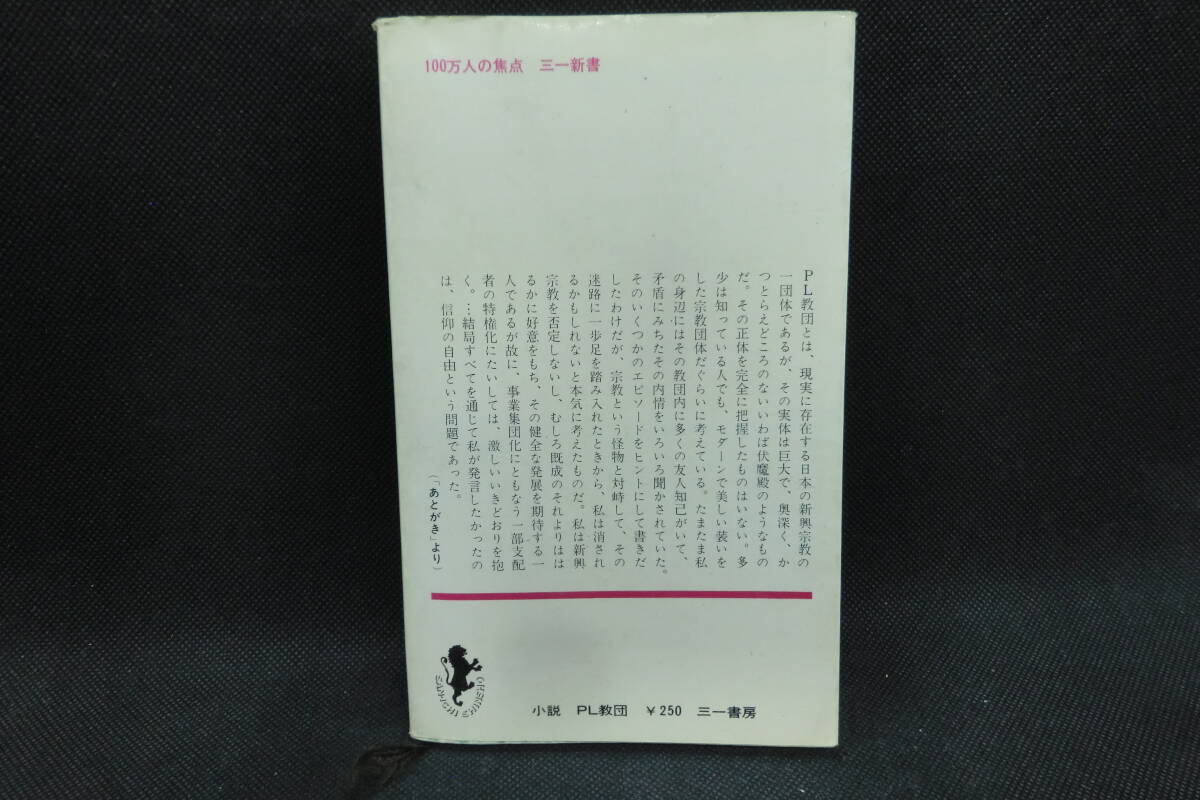 100万人の焦点 三一新書
PL教団とは、現実に存在する日本の新興宗教の
一団体であるが、その実体は巨大で、奥深く、か
つとらえどころのないいわば伏魔殿のようなもの
だ。その正体を完全に把握したものはいない。多
少は知っている人でも、モダーンで美しい装いを
した宗教団体だぐらいに考えている。たまたま私
の身辺にはその教団内に多くの友人知己がいて、
矛盾にみちたその内情をいろいろ聞かされていた。
そのいくつかのエピソードをヒントにして書きだ
したわけだが、宗教という怪物と対峙して、その
迷路に一歩足を踏み入れたときから、私は消され
るかもしれないと本気に考えたものだ。私は新興
宗教を否定しないし、むしろ既成のそれよりはは
るかに好意をもち、その健全な発展を期待する一
人であるが故に、事業集団化にともなう一部支配
者の特権化にたいしては、激しいいきどおりを抱
く。…結局すべてを通じて私が発言したかったの
は、信仰の自由という問題であった。
（「あとがき」より）
SAN-ICHI SHINSHO
小説 PL教団 ￥250 三一書房